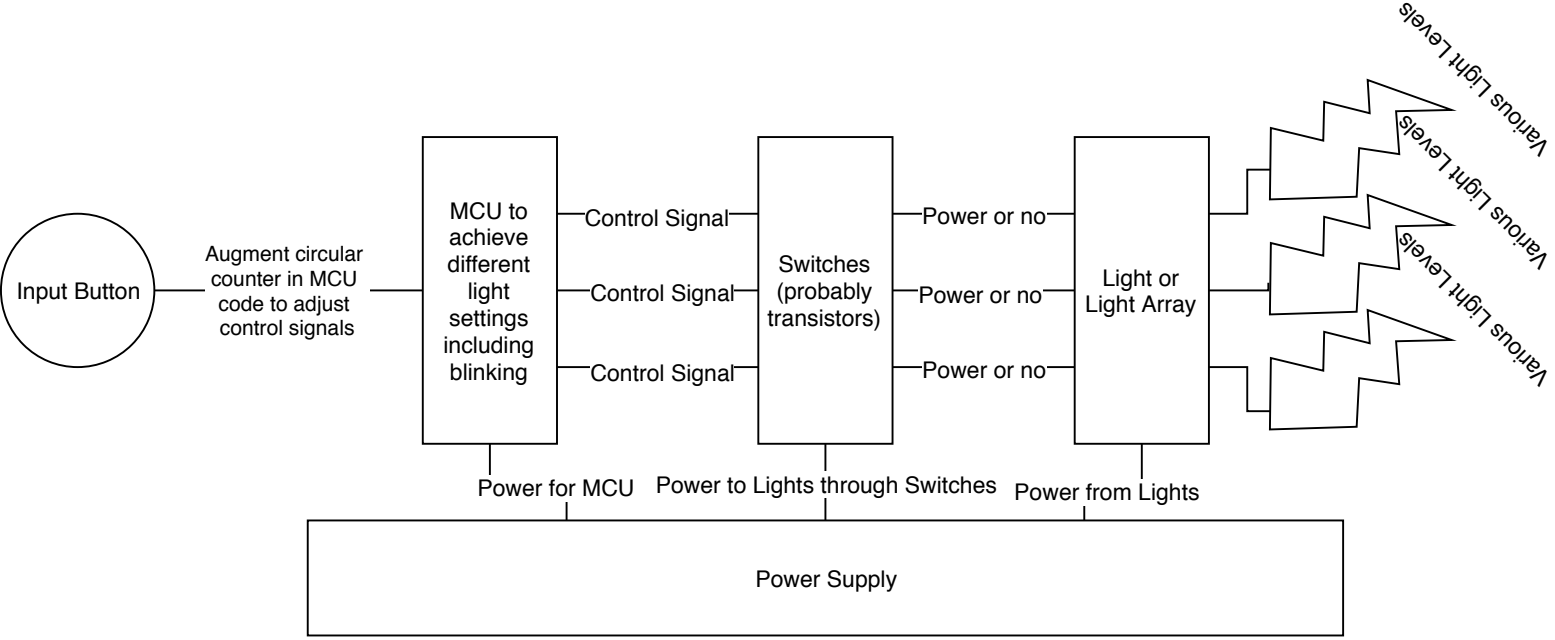 Various Light Levels
Various Light Levels
Various Light Levels
Input Button
Augment circular
counter in MCU
code to adjust
control signals
MCU to
achieve
different
light
settings
including
blinking
Control Signal
Control Signal
Control Signal
Switches
(probably
transistors)
Power or no
Power or no
Power or no
Light or
Light Array
Power for MCU
Power to Lights through Switches
Power from Lights
Power Supply